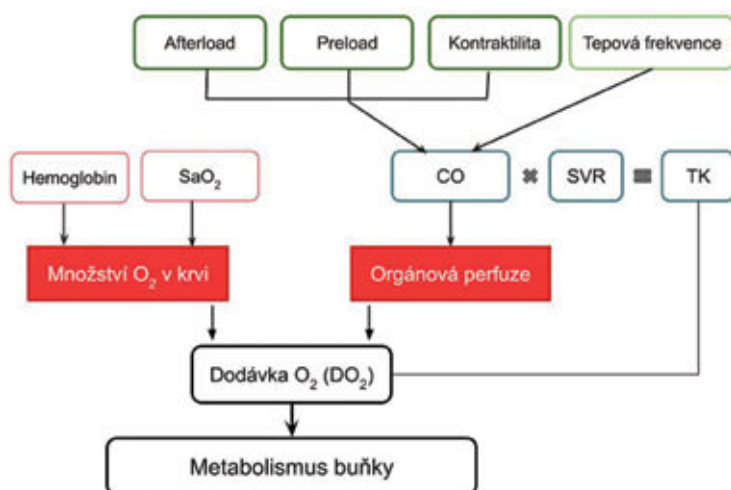 Afterload
Preload
Kontraktilita
Tepová frekvence
Hemoglobin
SaO₂
CO
✖
SVR
=
TK
Množství O₂ v krvi
Orgánová perfuze
Dodávka O₂ (DO₂)
Metabolismus buňky